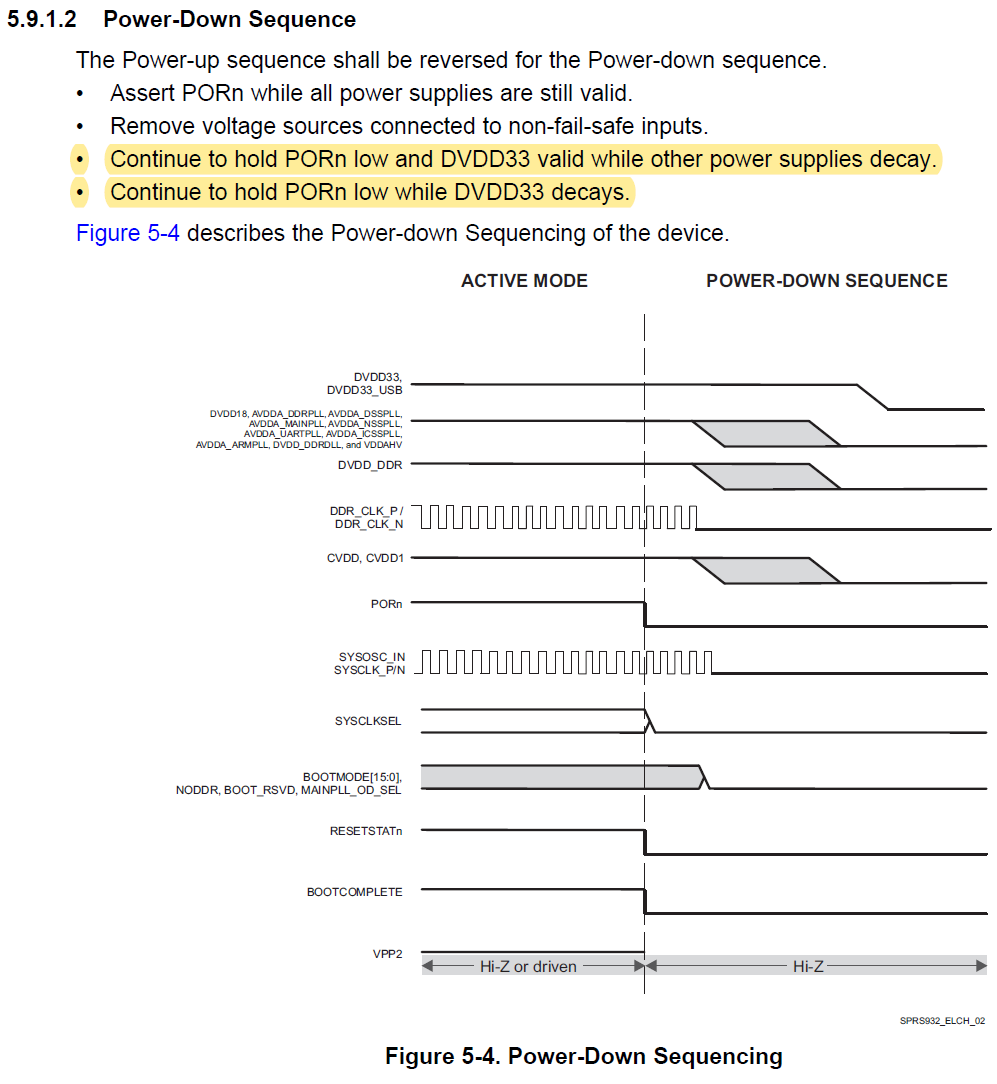 5.9.1.2 Power-Down Sequence
The Power-up sequence shall be reversed for the Power-down sequence.
• Assert PORn while all power supplies are still valid.
• Remove voltage sources connected to non-fail-safe inputs.
• Continue to hold PORn low and DVDD33 valid while other power supplies decay.
• Continue to hold PORn low while DVDD33 decays.
Figure 5-4 describes the Power-down Sequencing of the device.
ACTIVE MODE POWER-DOWN SEQUENCE
DVDD33,
DVDD33_USB
DVDD18, AVDDA_DDRPLL, AVDDA_DSSPLL,
AVDDA_MAINPLL, AVDDA_NSSPLL,
AVDDA_UARTPLL, AVDDA_ICSSPLL,
AVDDA_ARMPLL, DVDD_DDRDLL, and VDDAHV
DVDD_DDR
DDR_CLK_P /
DDR_CLK_N
CVDD, CVDD1
PORn
SYSOSC_IN
SYSCLK_P/N
SYSCLKSEL
BOOTMODE[15:0],
NODDR, BOOT_RSVD, MAINPLL_OD_SEL
RESETSTATn
BOOTCOMPLETE
VPP2
Hi-Z or driven Hi-Z
SPRS932_ELCH_02
Figure 5-4. Power-Down Sequencing